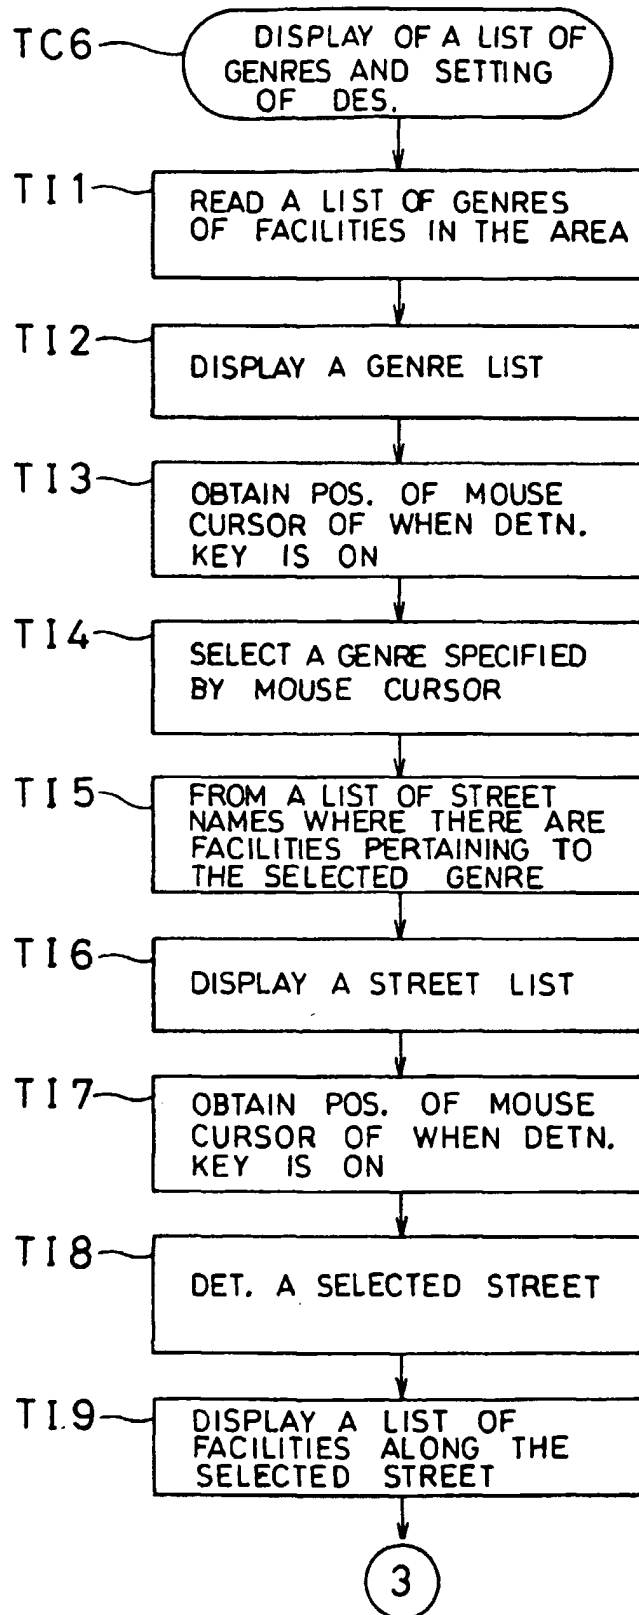 TC6
DISPLAY OF A LIST OF
GENRES AND SETTING
OF DES.
TI1
READ A LIST OF GENRES
OF FACILITIES IN THE AREA
TI2
DISPLAY A GENRE LIST
TI3
OBTAIN POS. OF MOUSE
CURSOR OF WHEN DETN.
KEY IS ON
TI4
SELECT A GENRE SPECIFIED
BY MOUSE CURSOR
TI5
FROM A LIST OF STREET
NAMES WHERE THERE ARE
FACILITIES PERTAINING TO
THE SELECTED GENRE
TI6
DISPLAY A STREET LIST
TI7
OBTAIN POS. OF MOUSE
CURSOR OF WHEN DETN.
KEY IS ON
TI8
DET. A SELECTED STREET
TI9
DISPLAY A LIST OF
FACILITIES ALONG THE
SELECTED STREET
3